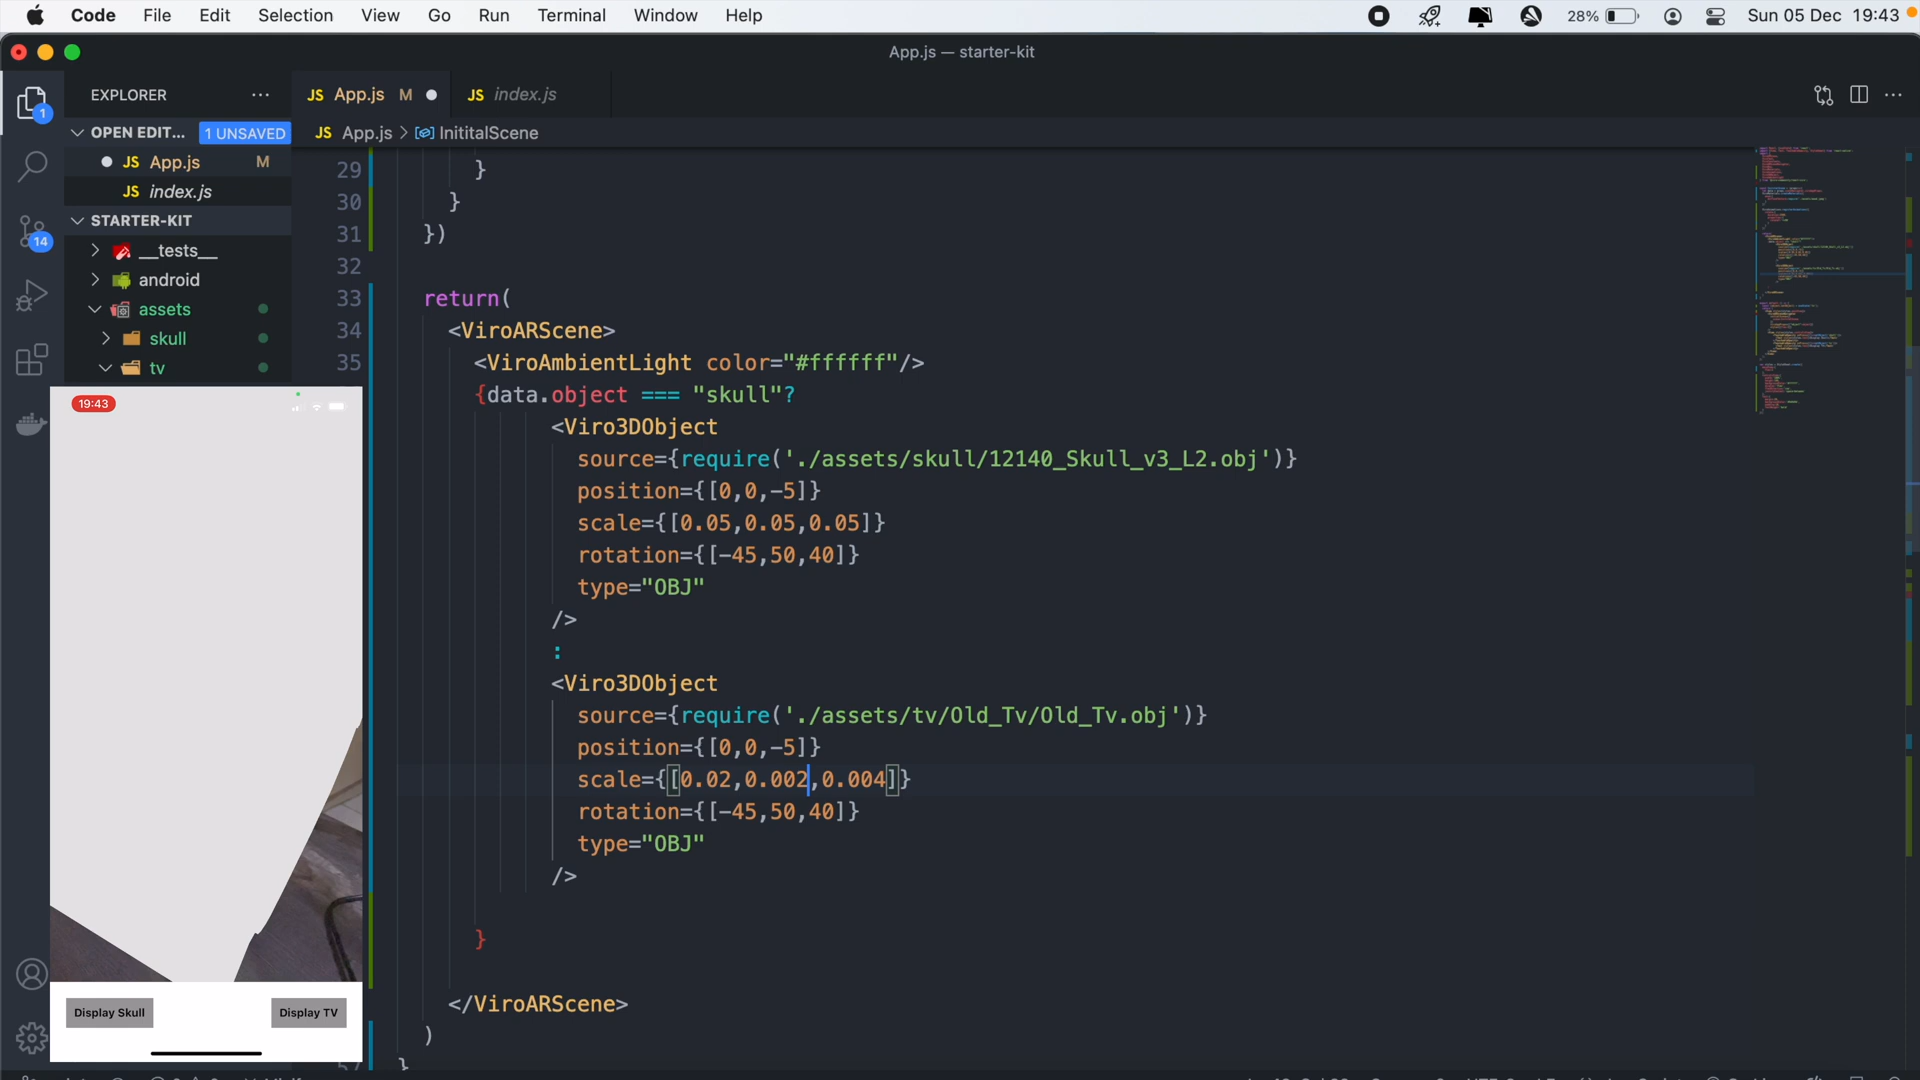 Code File Edit Selection View Go Run Terminal Window Help 28% Sun 05 Dec 19:43
App.js — starter-kit
EXPLORER
JS App.js M
JS index.js
OPEN EDIT... 1 UNSAVED
JS App.js > InititalScene
JS App.js M
JS index.js
STARTER-KIT
__tests__
android
assets
skull
tv
1
14
29 }
30 }
31 })
32
33 return(
34 <ViroARScene>
35 <ViroAmbientLight color="#ffffff"/>
{data.object === "skull"?
<Viro3DObject
source={require('./assets/skull/12140_Skull_v3_L2.obj')}
position={[0,0,-5]}
scale={[0.05,0.05,0.05]}
rotation={[-45,50,40]}
type="OBJ"
/>
:
<Viro3DObject
source={require('./assets/tv/Old_Tv/Old_Tv.obj')}
position={[0,0,-5]}
scale={[0.02,0.002,0.004]}
rotation={[-45,50,40]}
type="OBJ"
/>
}
</ViroARScene>
)
}
19:43
Display Skull
Display TV